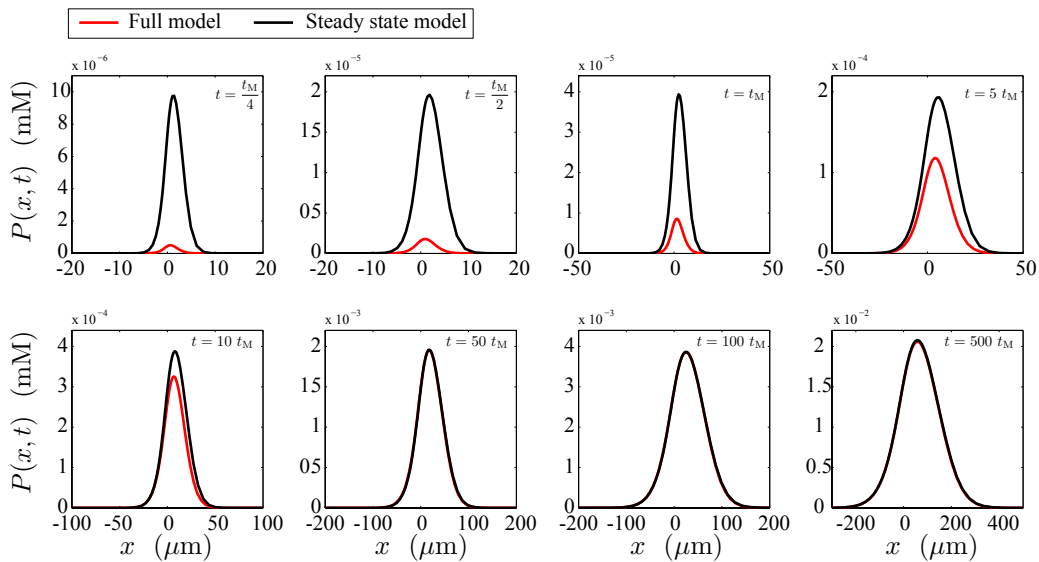 Full model Steady state model
x 10⁻⁶ x 10⁻⁵ x 10⁻⁵ x 10⁻⁴
P(x, t) (mM)
10 8 6 4 2 0
t = t_M/4
-20 -10 0 10 20
2 1.5 1 0.5 0
t = t_M/2
-20 -10 0 10 20
4 3 2 1 0
t = t_M
-50 0 50
2 1 0
t = 5 t_M
-50 0 50
x 10⁻⁴ x 10⁻³ x 10⁻³ x 10⁻²
P(x, t) (mM)
4 3 2 1 0
t = 10 t_M
-100 -50 0 50 100
2 1.5 1 0.5 0
t = 50 t_M
-200 -100 0 100 200
4 3 2 1 0
t = 100 t_M
-200 -100 0 100 200
2 1.5 1 0.5 0
t = 500 t_M
-200 0 200 400
x (μm) x (μm) x (μm) x (μm)